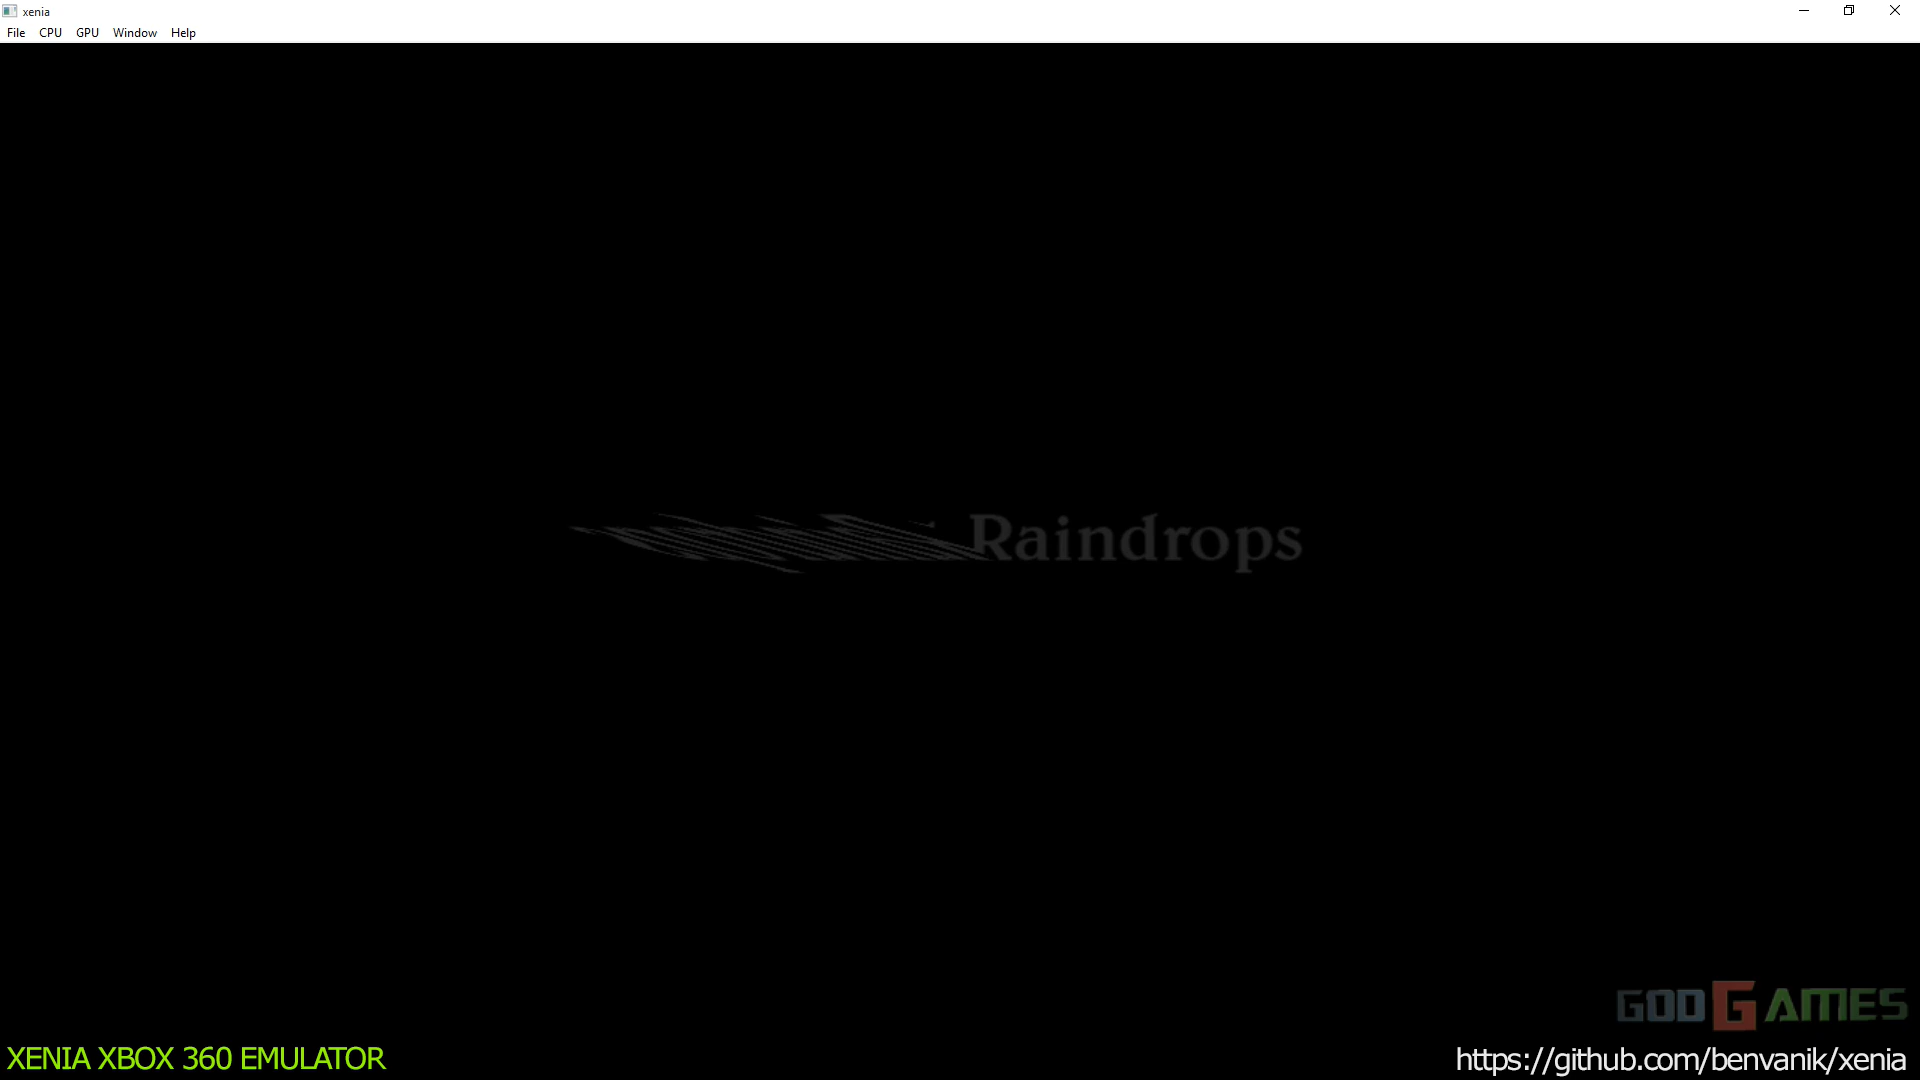 xenia
File CPU GPU Window Help
Raindrops
GODGAMES
XENIA XBOX 360 EMULATOR
https://github.com/benvanik/xenia